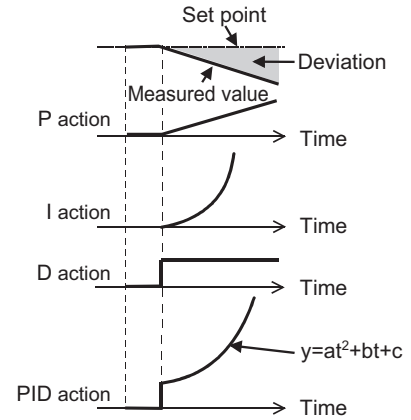 Set point
Deviation
Measured value
P action
Time
I action
Time
D action
Time
y=at²+bt+c
PID action
Time